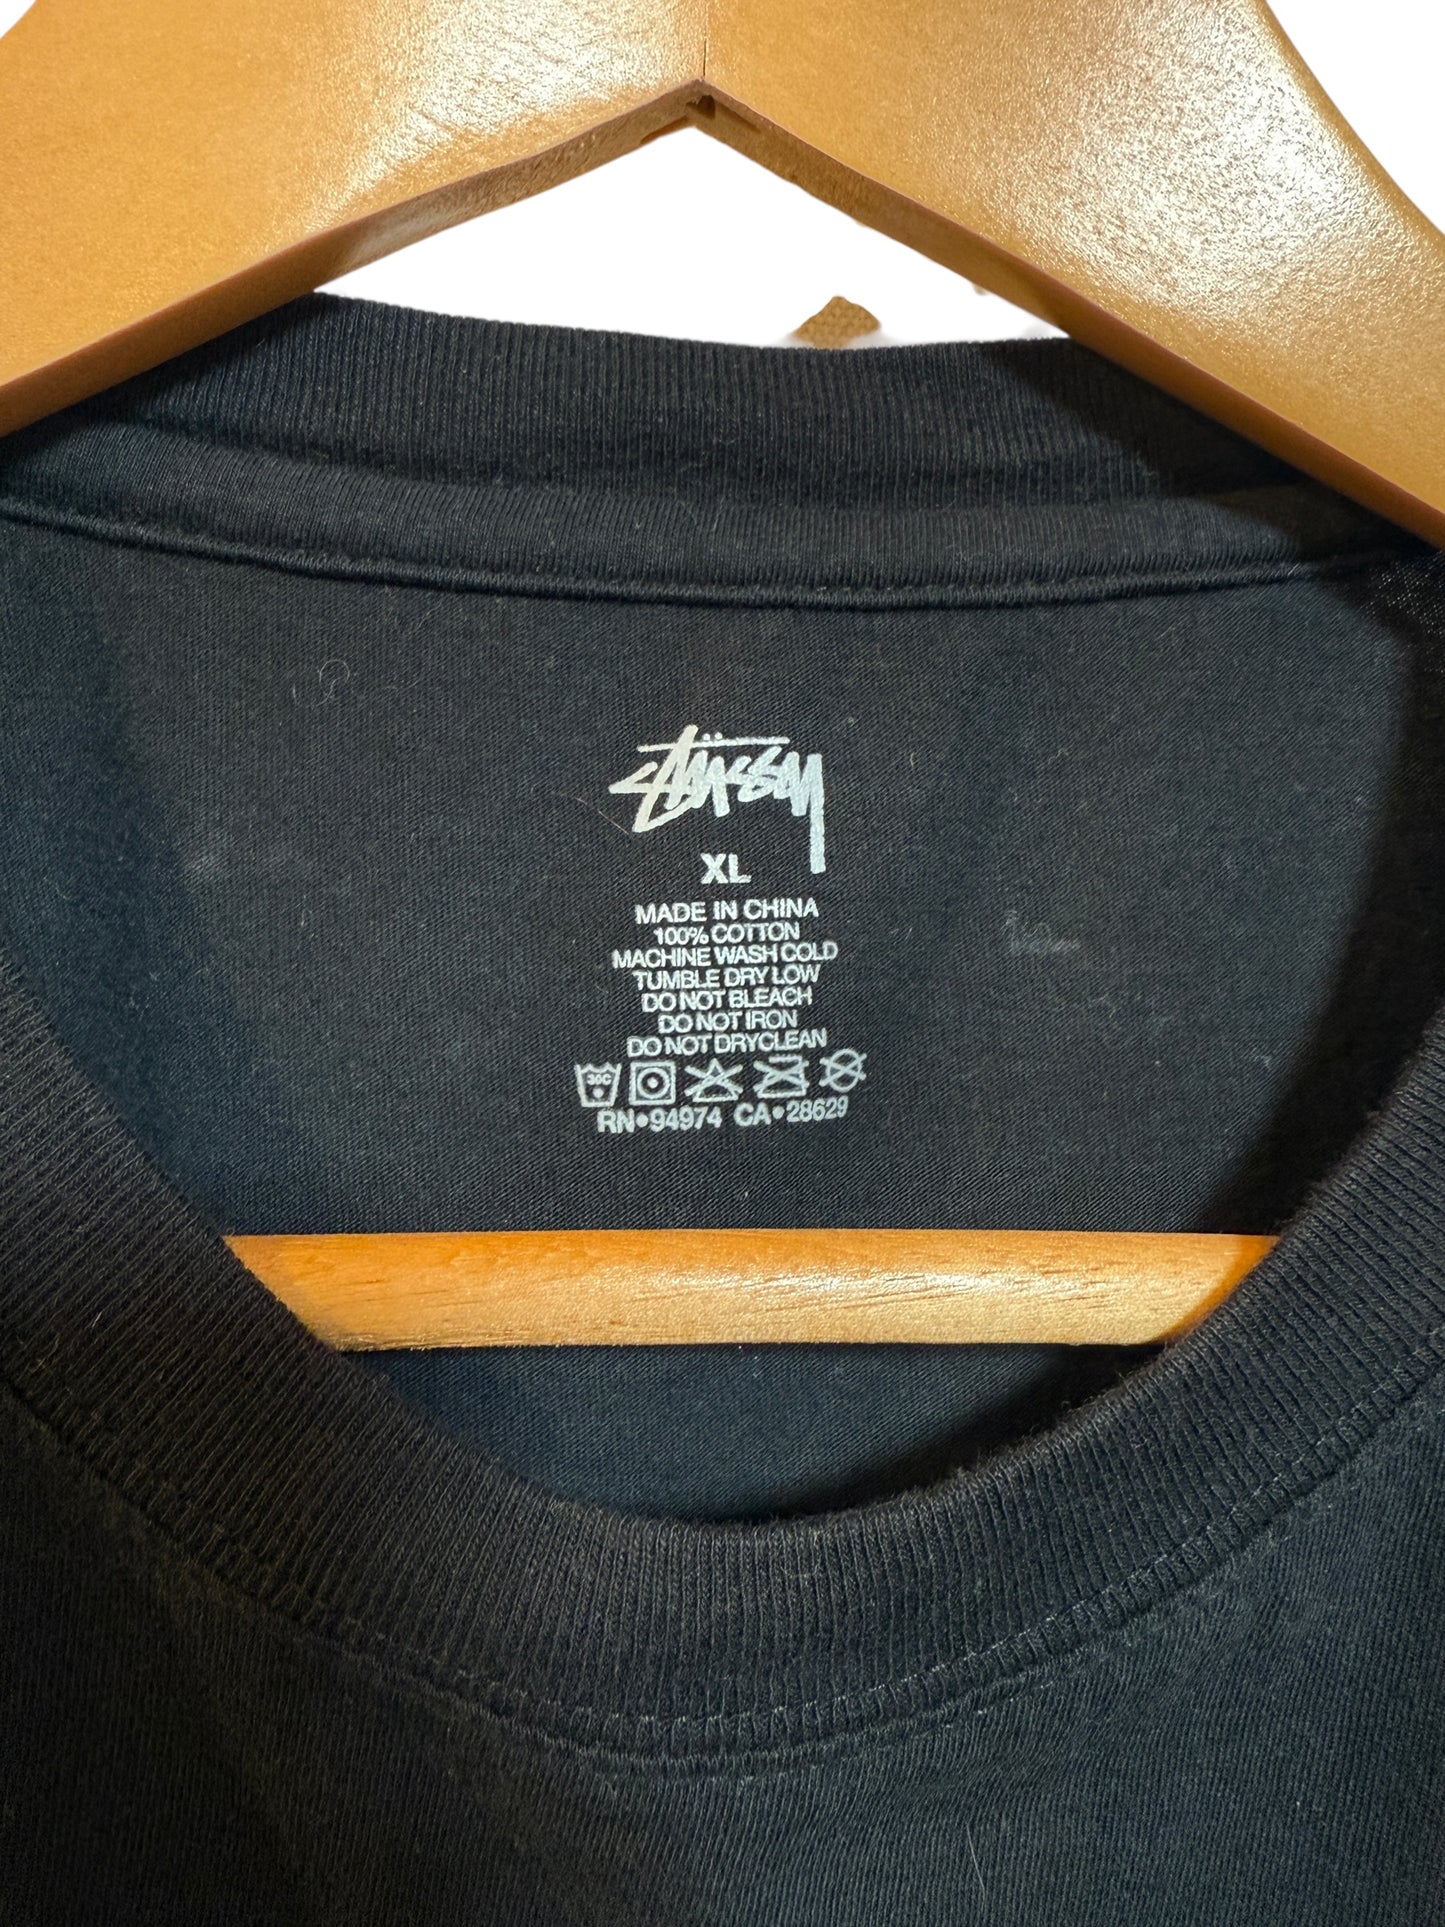 STÜSSY
XL
MADE IN CHINA
100% COTTON
MACHINE WASH COLD
TUMBLE DRY LOW
DO NOT BLEACH
DO NOT IRON
DO NOT DRYCLEAN
30C
RN•94974 CA•28629